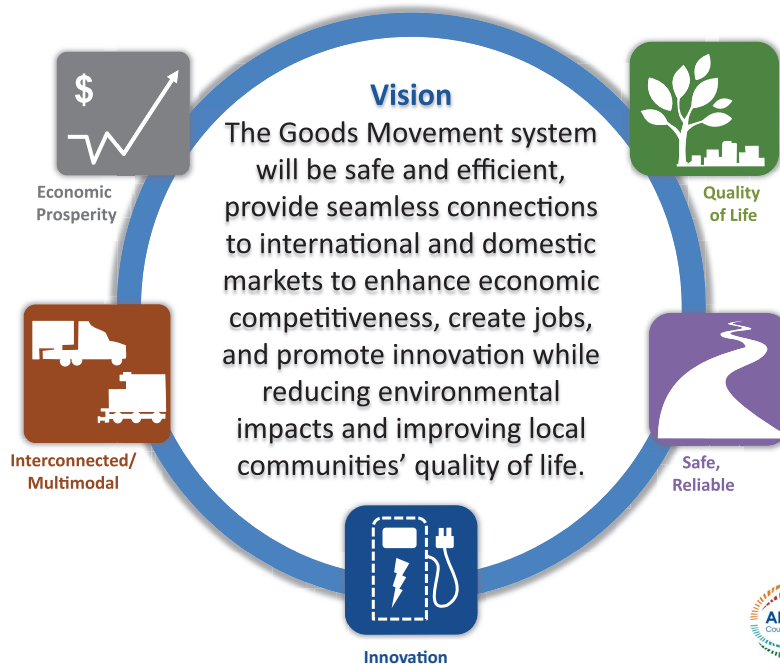 $
Vision
The Goods Movement system
will be safe and efficient,
provide seamless connections
to international and domestic
markets to enhance economic
competitiveness, create jobs,
and promote innovation while
reducing environmental
impacts and improving local
communities’ quality of life.
Economic
Prosperity
Quality
of Life
Interconnected/
Multimodal
Safe,
Reliable
Innovation